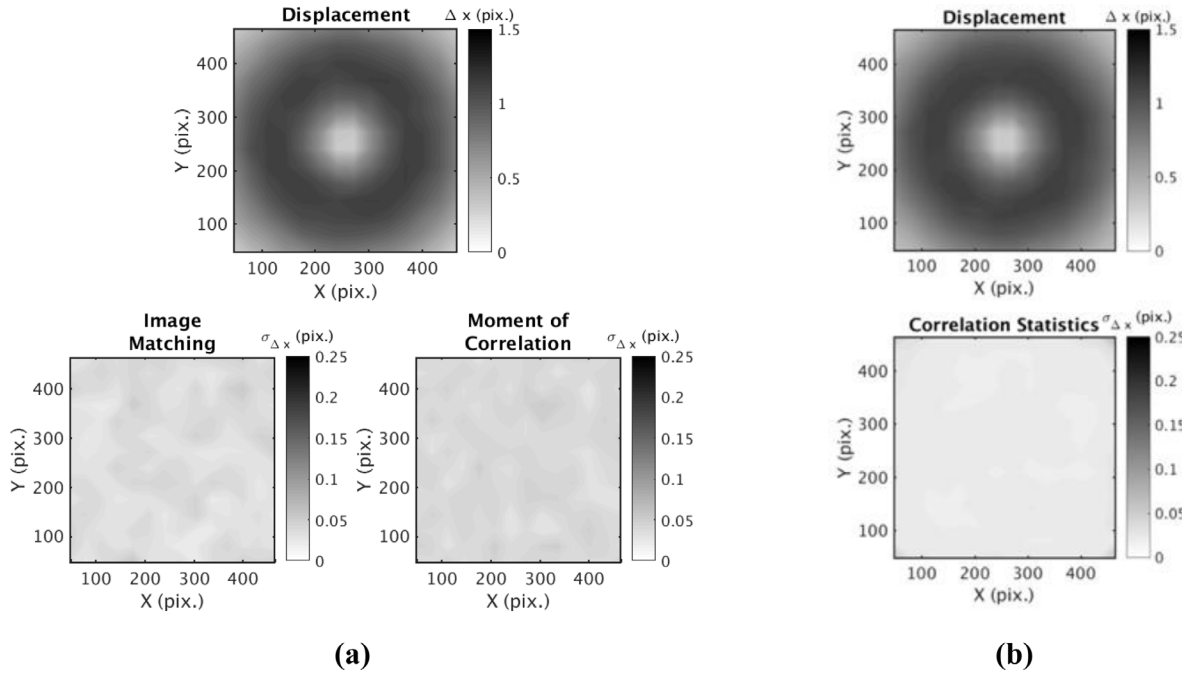 Displacement
Δ x (pix.)
1.5
1
0.5
0
400
300
200
100
Y (pix.)
100 200 300 400
X (pix.)
Image
Matching
σΔ x (pix.)
0.25
0.2
0.15
0.1
0.05
0
400
300
200
100
Y (pix.)
100 200 300 400
X (pix.)
Moment of
Correlation
σΔ x (pix.)
0.25
0.2
0.15
0.1
0.05
0
400
300
200
100
Y (pix.)
100 200 300 400
X (pix.)
(a)
Displacement
Δ x (pix.)
1.5
1
0.5
0
400
300
200
100
Y (pix.)
100 200 300 400
X (pix.)
Correlation Statistics
σΔ x (pix.)
0.25
0.2
0.15
0.1
0.05
0
400
300
200
100
Y (pix.)
100 200 300 400
X (pix.)
(b)